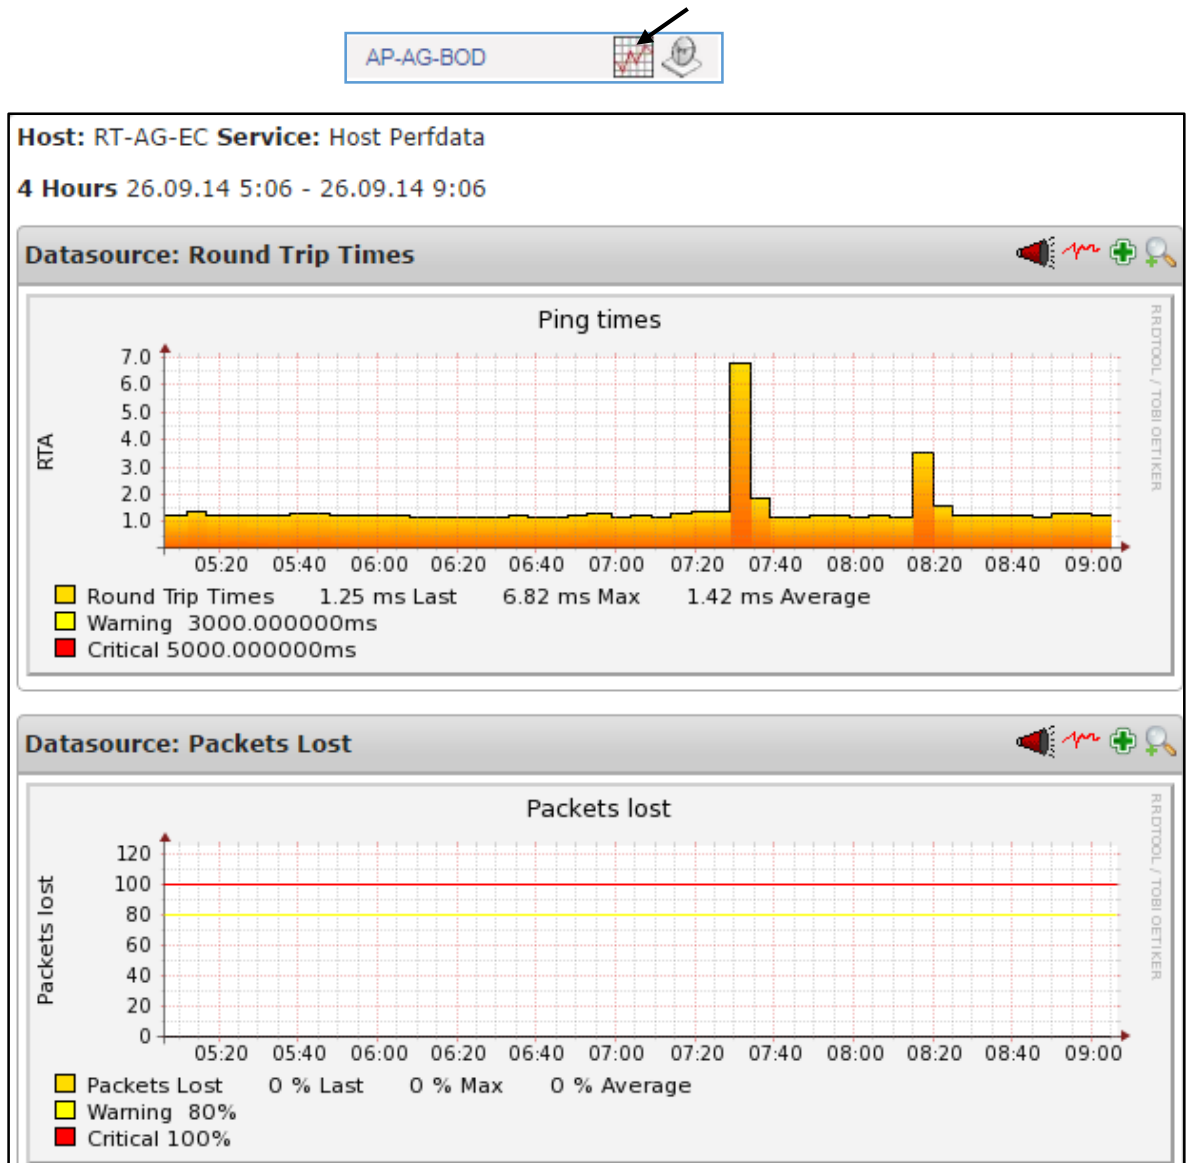 AP-AG-BOD
Host: RT-AG-EC Service: Host Perfdata
4 Hours 26.09.14 5:06 - 26.09.14 9:06
Datasource: Round Trip Times
Ping times
RRDTOOL / TOBI OETIKER
RTA
7.0
6.0
5.0
4.0
3.0
2.0
1.0
05:20 05:40 06:00 06:20 06:40 07:00 07:20 07:40 08:00 08:20 08:40 09:00
Round Trip Times 1.25 ms Last 6.82 ms Max 1.42 ms Average
Warning 3000.000000ms
Critical 5000.000000ms
Datasource: Packets Lost
Packets lost
RRDTOOL / TOBI OETIKER
Packets lost
120
100
80
60
40
20
0
05:20 05:40 06:00 06:20 06:40 07:00 07:20 07:40 08:00 08:20 08:40 09:00
Packets Lost 0 % Last 0 % Max 0 % Average
Warning 80%
Critical 100%